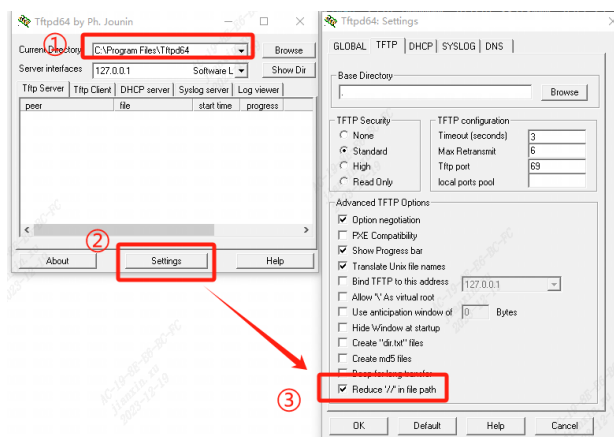 Tftpd64 by Ph. Jounin
①
Current Directory C:\Program Files\Tftpd64 Browse
Server interfaces 127.0.0.1 Software L Show Dir
Tftp Server Tftp Client DHCP server Syslog server Log viewer
peer file start time progress
②
About Settings Help
Tftpd64: Settings
GLOBAL TFTP DHCP SYSLOG DNS
Base Directory
. Browse
TFTP Security
None
Standard
High
Read Only
TFTP configuration
Timeout (seconds) 3
Max Retransmit 6
Tftp port 69
local ports pool
Advanced TFTP Options
Option negotiation
PXE Compatibility
Show Progress bar
Translate Unix file names
Bind TFTP to this address 127.0.0.1
Allow '\' As virtual root
Use anticipation window of 0 Bytes
Hide Window at startup
Create "dir.txt" files
Create md5 files
Beep for long transfer
③
Reduce '//' in file path
OK Default Help Cancel